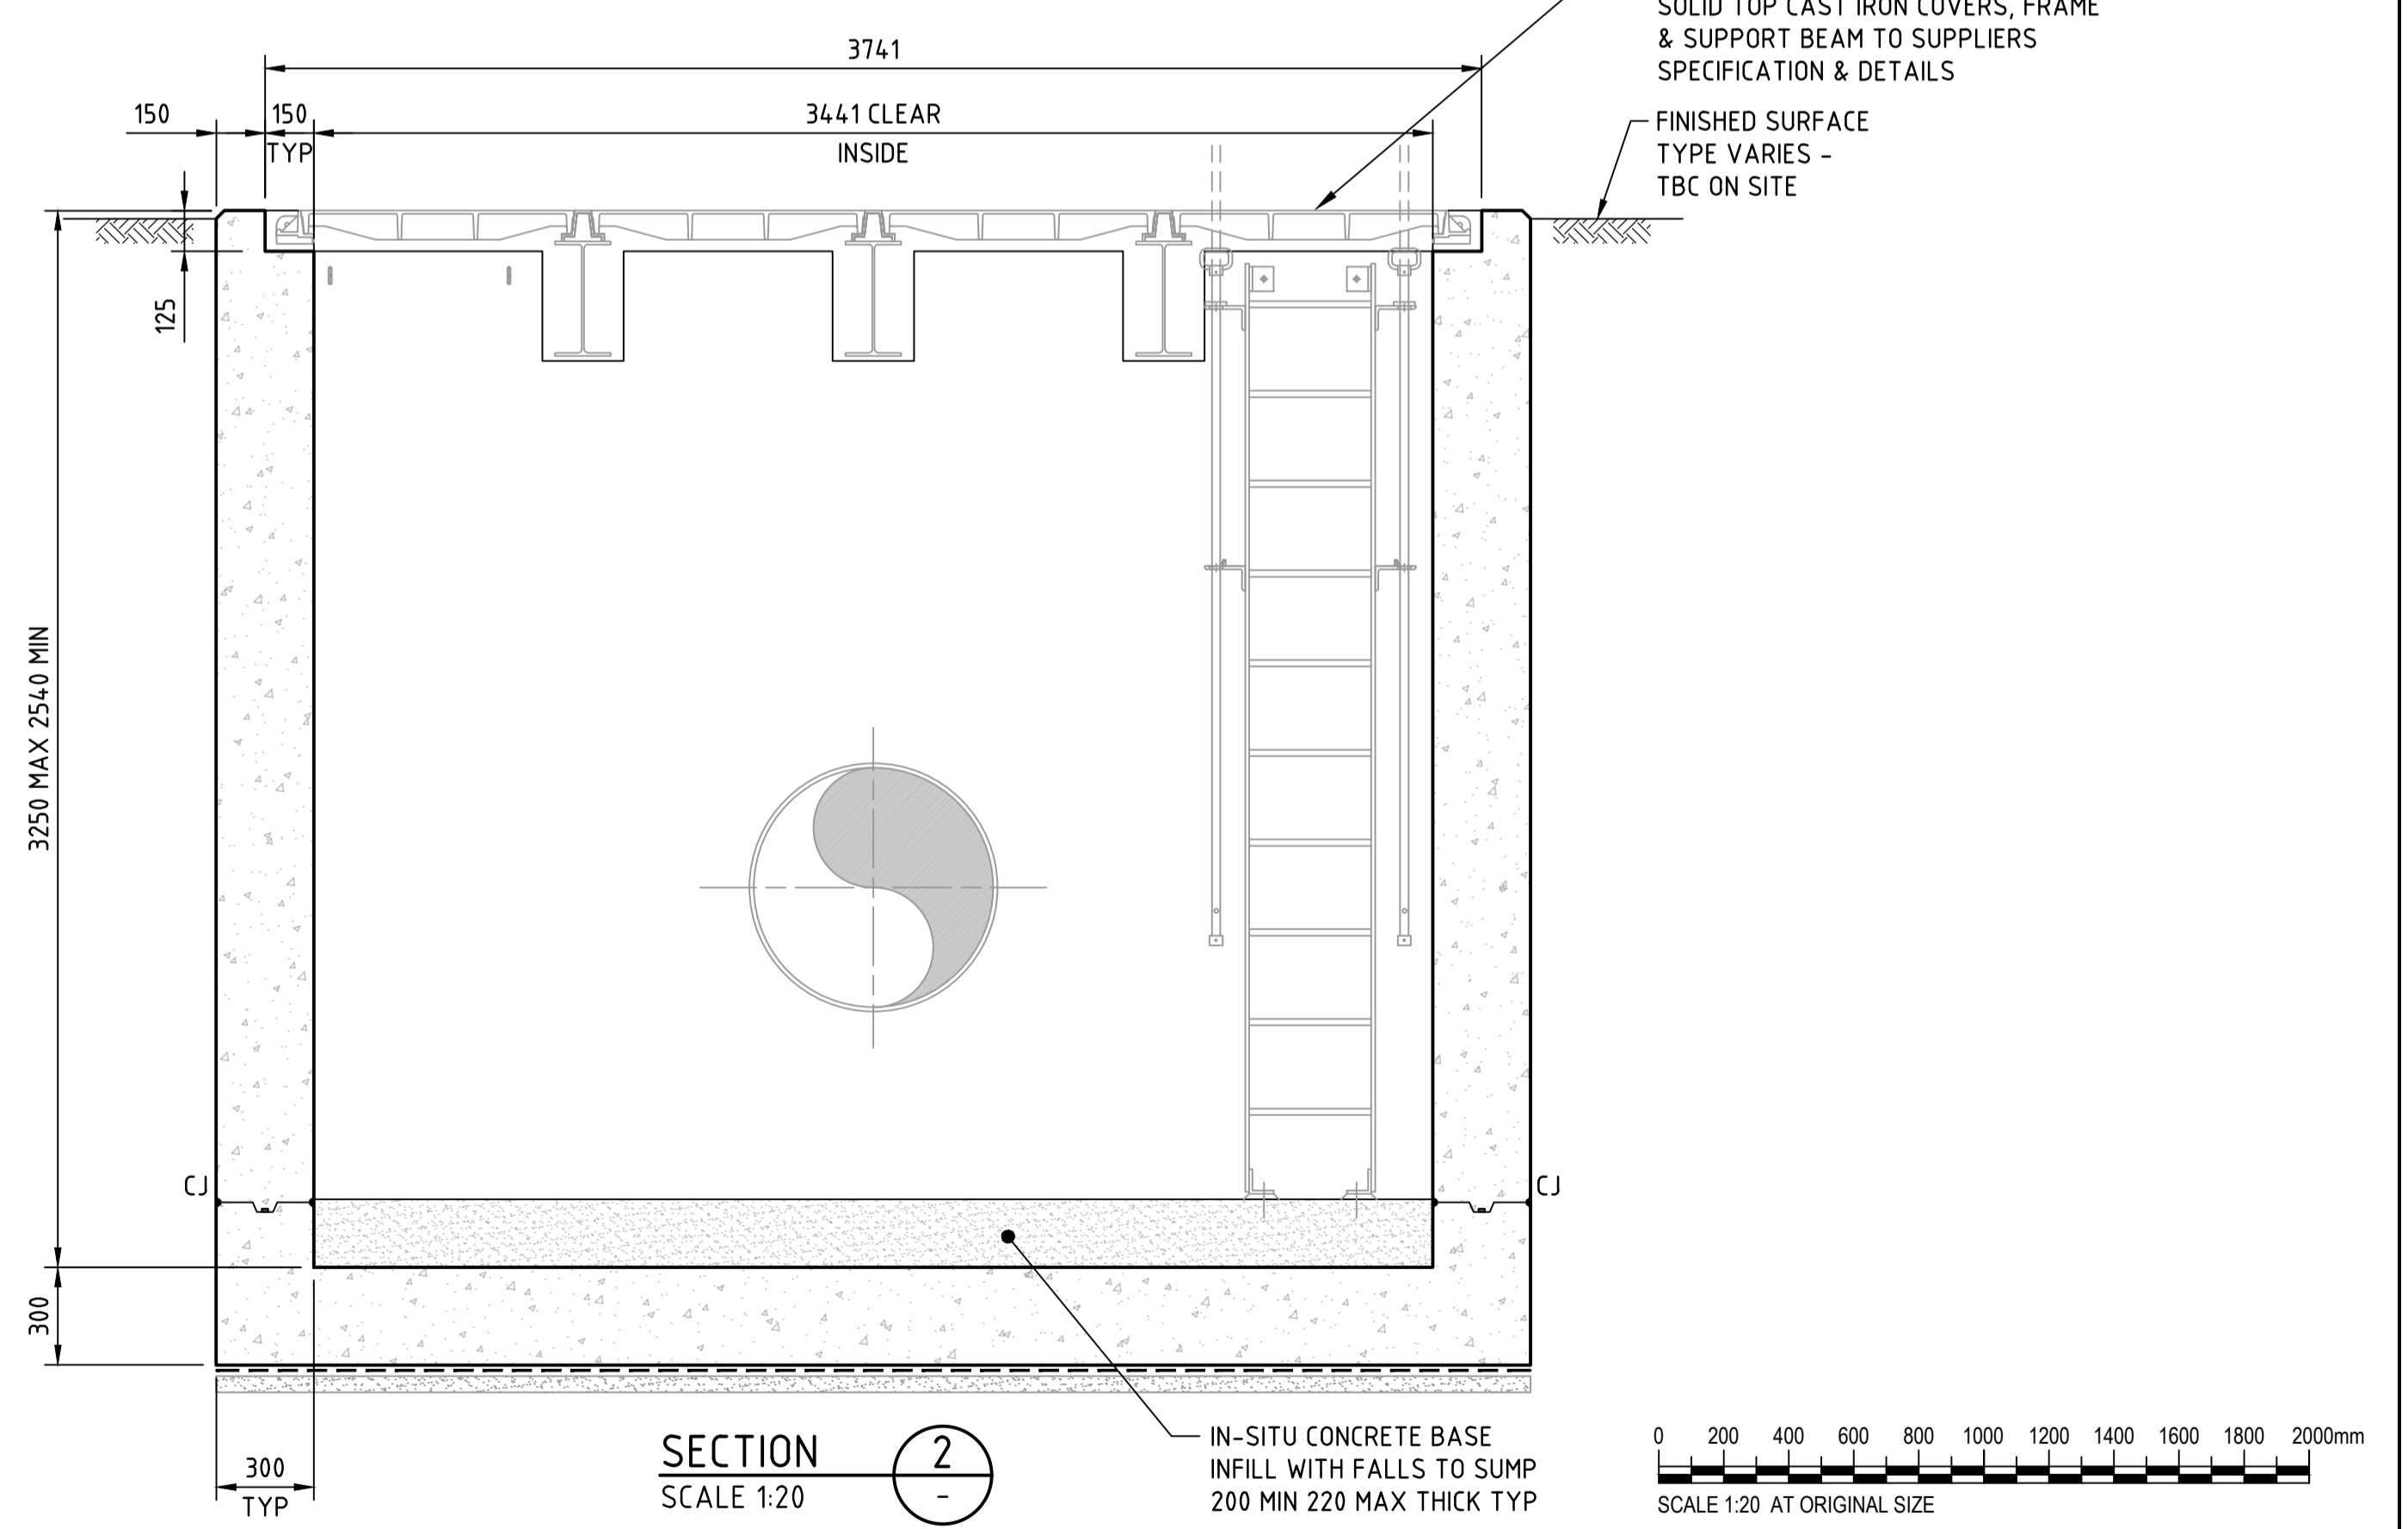 SOLID TOP CAST IRON COVERS, FRAME
& SUPPORT BEAM TO SUPPLIERS
SPECIFICATION & DETAILS
FINISHED SURFACE
TYPE VARIES -
TBC ON SITE
3741
150
150
TYP
3441 CLEAR
INSIDE
125
3250 MAX 2540 MIN
CJ
CJ
300
300
TYP
SECTION
SCALE 1:20
2
-
IN-SITU CONCRETE BASE
INFILL WITH FALLS TO SUMP
200 MIN 220 MAX THICK TYP
0 200 400 600 800 1000 1200 1400 1600 1800 2000mm
SCALE 1:20 AT ORIGINAL SIZE